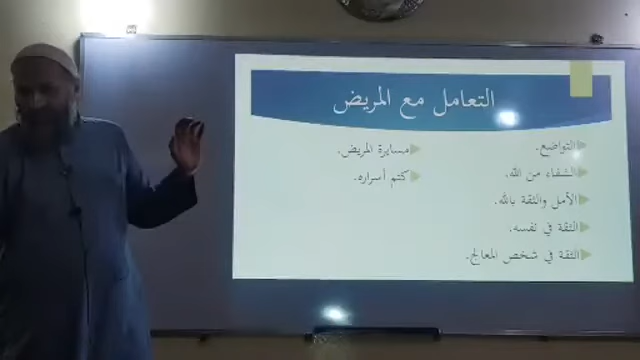 التعامل مع المريض
التواضع.
الشفاء من الله.
الأمل والثقة بالله.
الثقة في نفسه.
الثقة في شخص المعالج.
مسايرة المريض.
كتم أسراره.